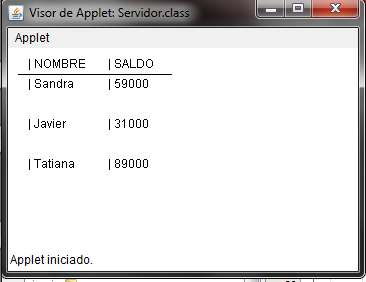 Visor de Applet: Servidor.class
Applet
| NOMBRE | SALDO
| Sandra | 59000
| Javier | 31000
| Tatiana | 89000
Applet iniciado.